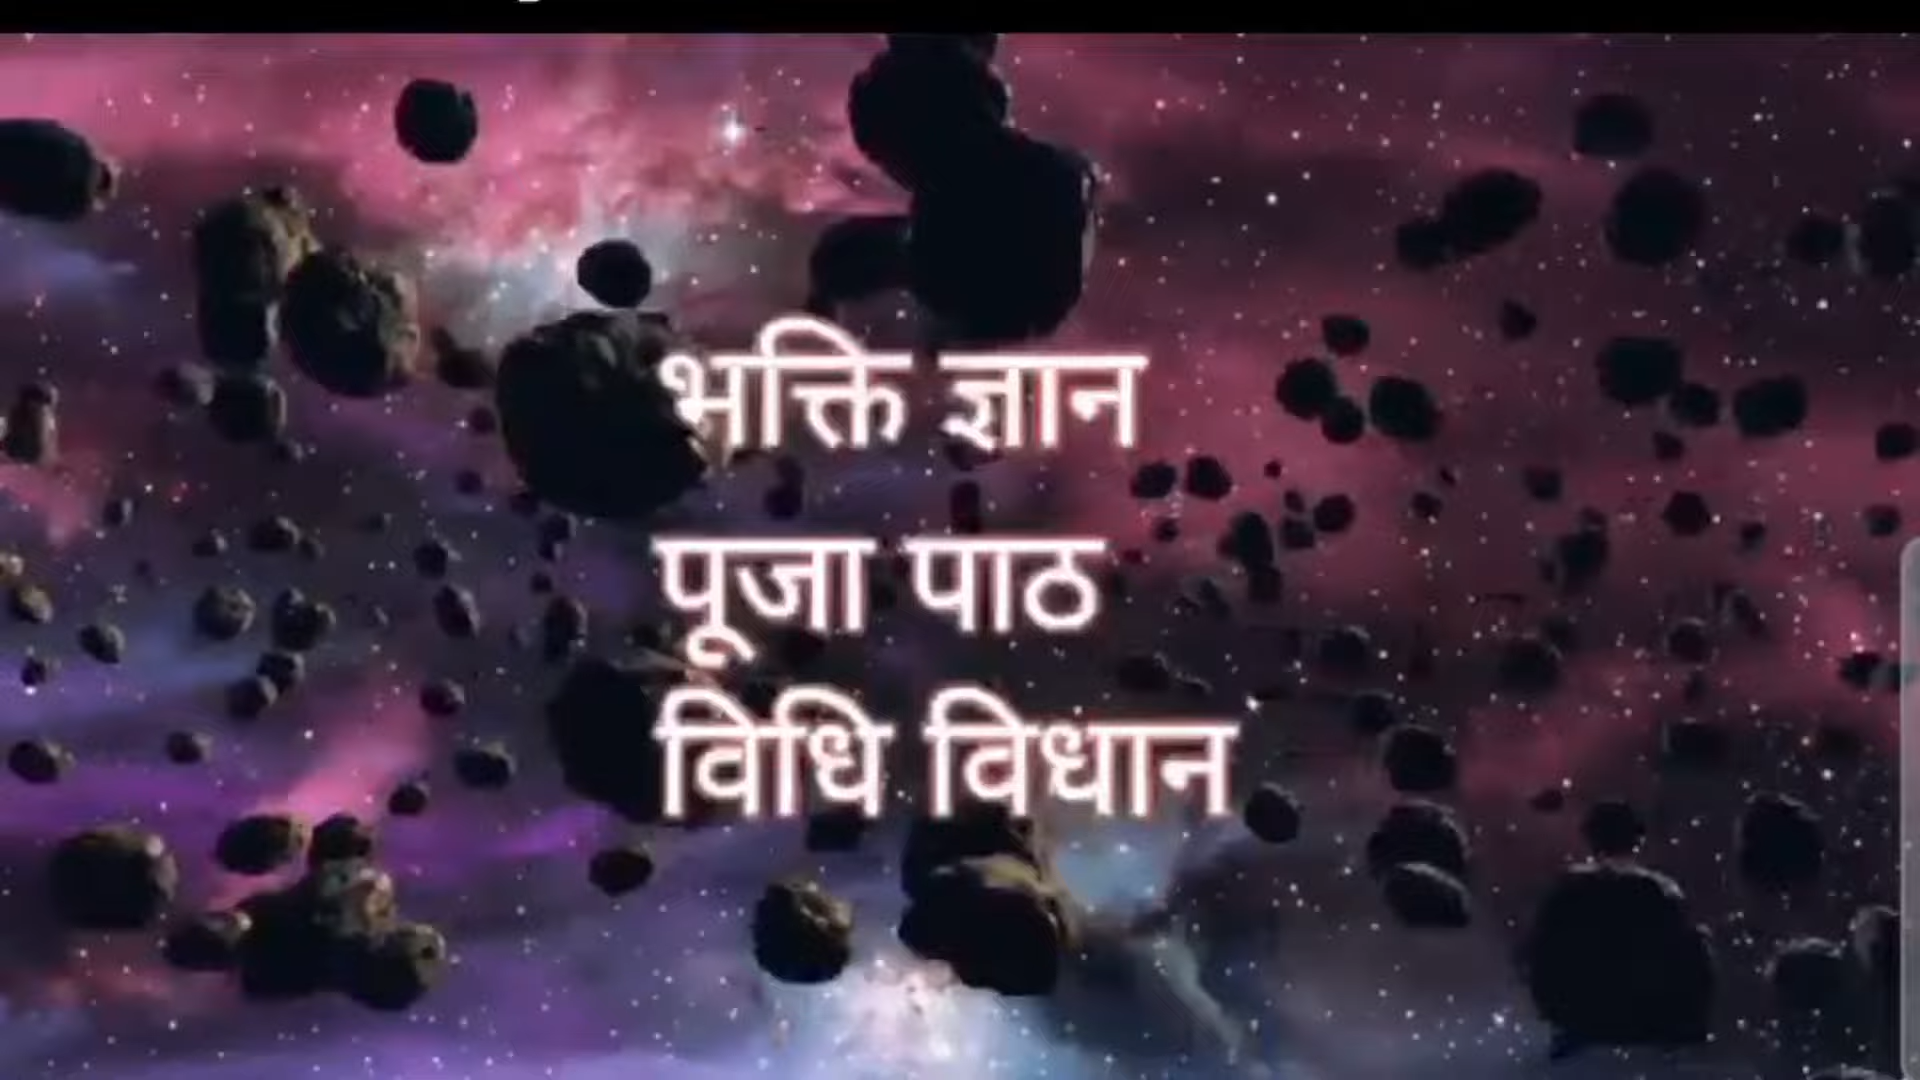 भक्ति ज्ञान
पूजा पाठ
विधि विधान